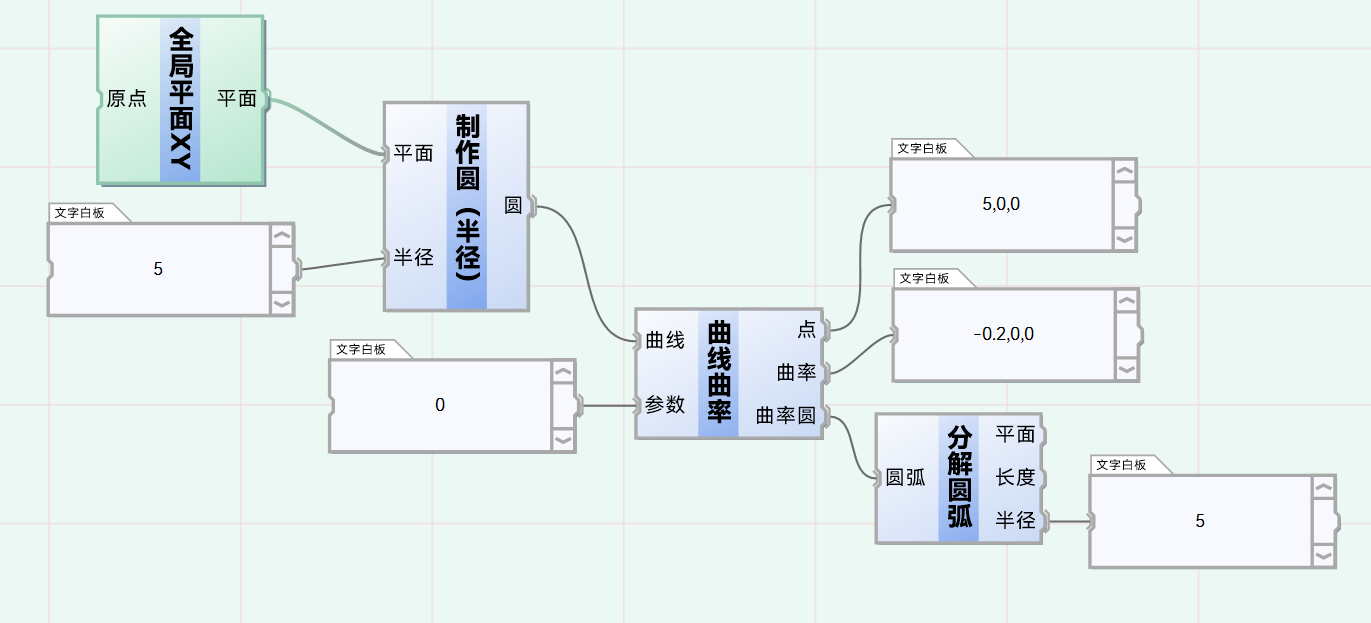 原点
全局平面XY
平面
文字白板
5
平面
半径
制作圆（半径）
圆
文字白板
0
曲线
参数
曲线曲率
点
曲率
曲率圆
文字白板
5,0,0
文字白板
-0.2,0,0
圆弧
分解圆弧
平面
长度
半径
文字白板
5